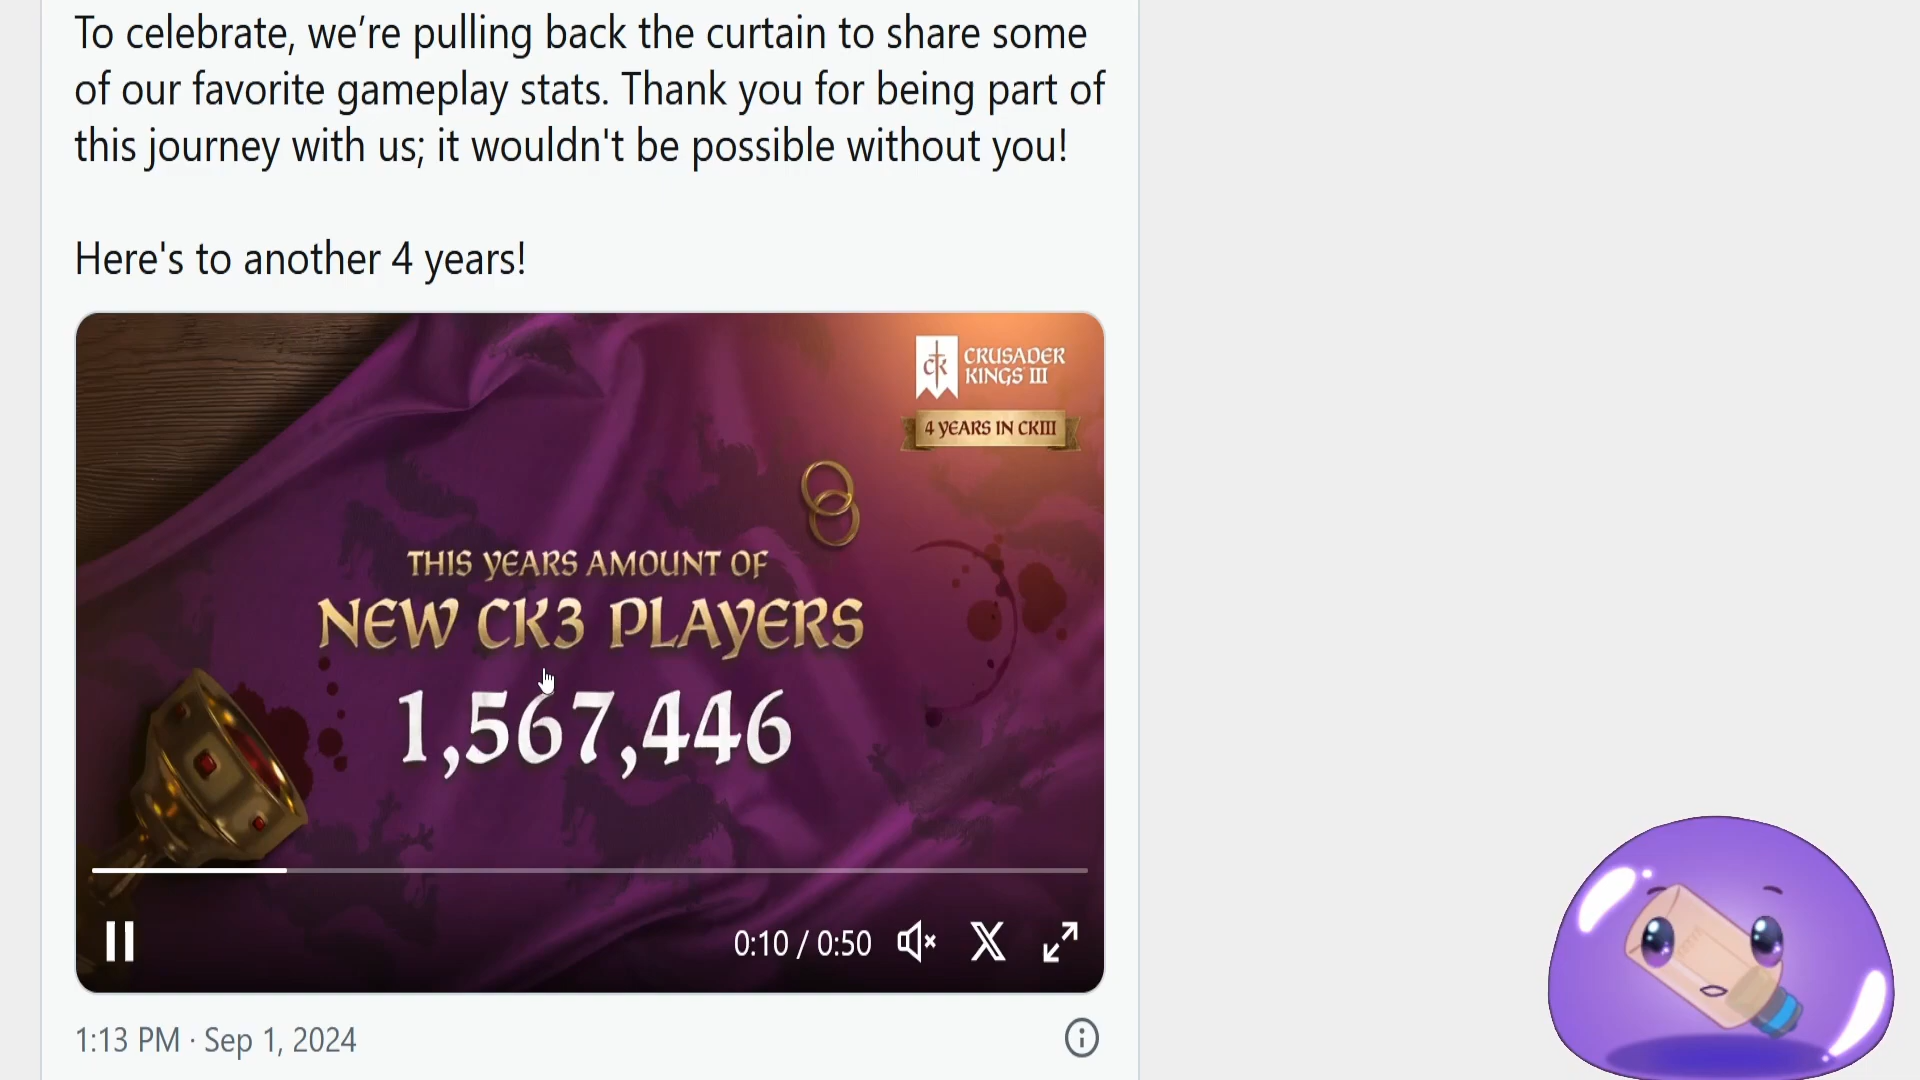 To celebrate, we’re pulling back the curtain to share some
of our favorite gameplay stats. Thank you for being part of
this journey with us; it wouldn't be possible without you!
Here's to another 4 years!
CK
CRUSADER
KINGS III
4 YEARS IN CKIII
THIS YEARS AMOUNT OF
NEW CK3 PLAYERS
1,567,446
0:10 / 0:50
1:13 PM · Sep 1, 2024